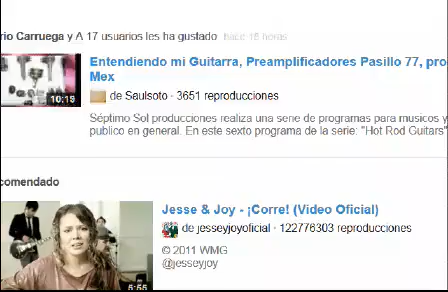 rio Carruega y A 17 usuarios les ha gustado hace 18 horas
Entendiendo mi Guitarra, Preamplificadores Pasillo 77, pro
Mex
10:19
de Saulsoto · 3651 reproducciones
Séptimo Sol producciones realiza una serie de programas para musicos y
publico en general. En este sexto programa de la serie: "Hot Rod Guitars"
comendado
Jesse & Joy - ¡Corre! (Video Oficial)
de jesseyjoyoficial · 122776303 reproducciones
© 2011 WMG
@jesseyjoy
5:55